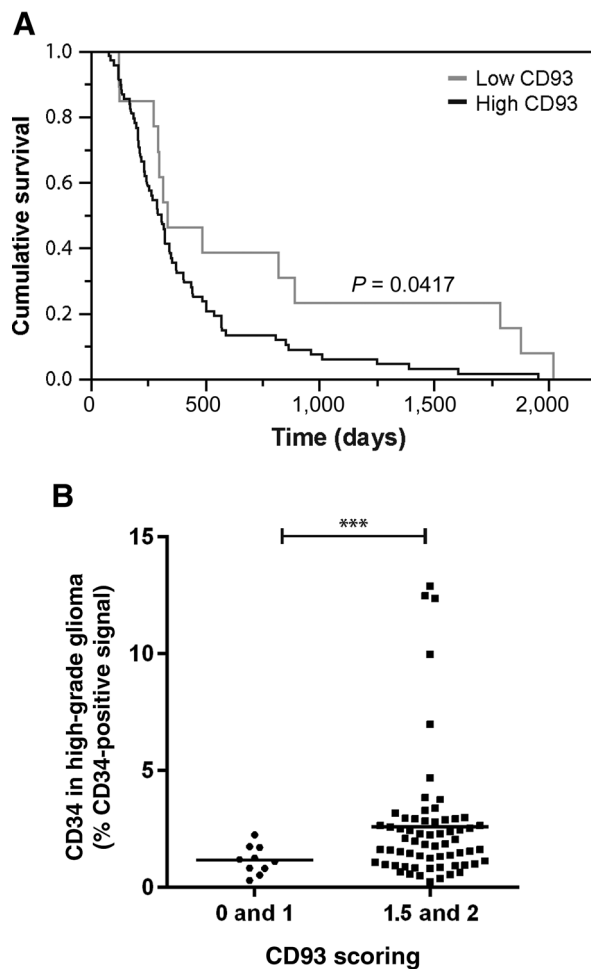 A
1.0
0.8
0.6
0.4
0.2
0.0
Cumulative survival
Low CD93
High CD93
P = 0.0417
0 500 1,000 1,500 2,000
Time (days)
B
***
15
10
5
0
CD34 in high-grade glioma
(% CD34-positive signal)
0 and 1 1.5 and 2
CD93 scoring